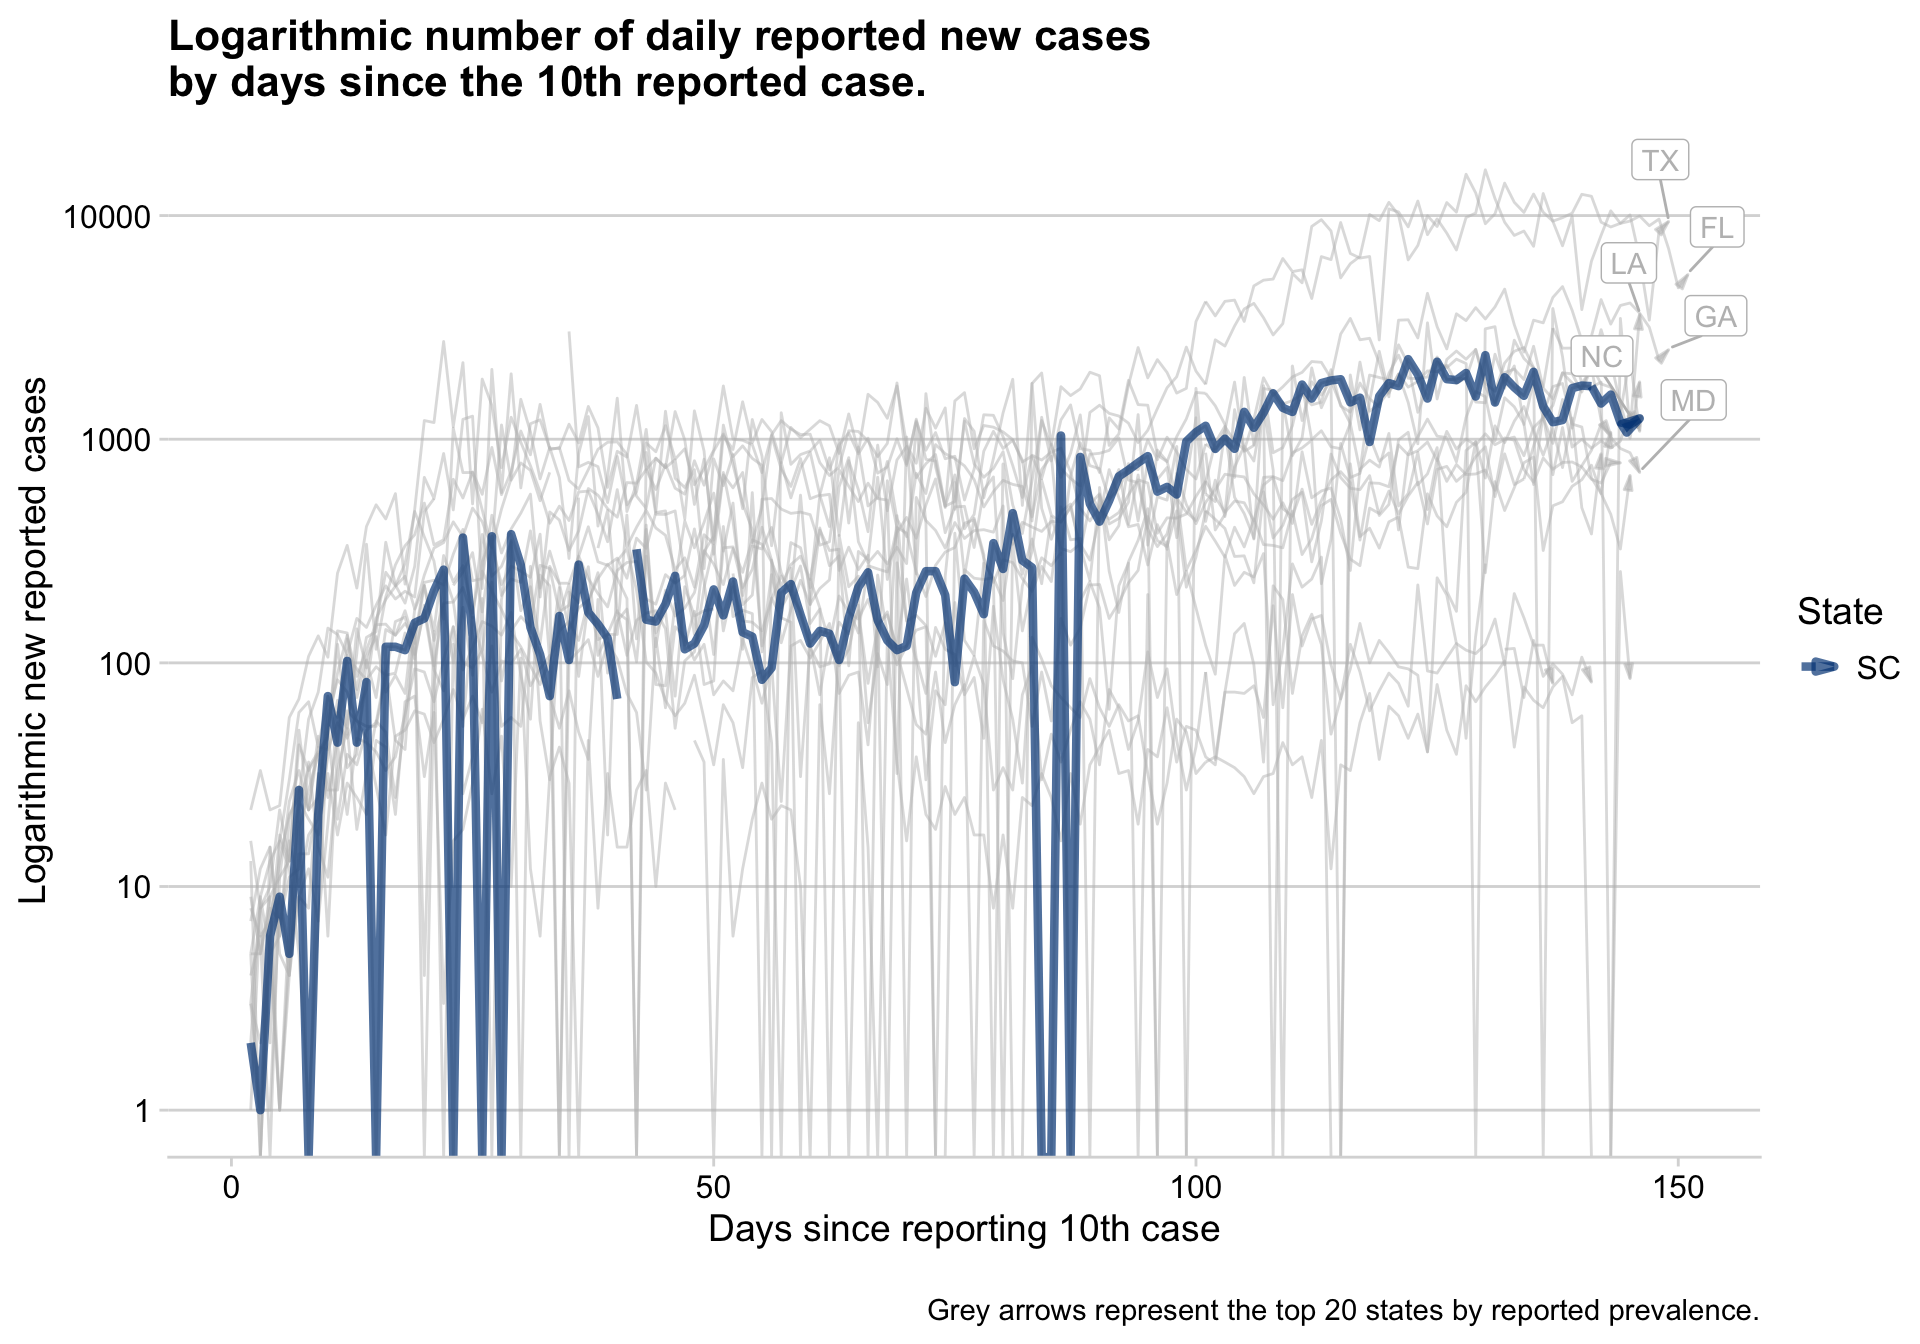 Logarithmic number of daily reported new cases
by days since the 10th reported case.
TX
FL
LA
GA
NC
MD
10000
1000
100
10
1
Logarithmic new reported cases
0
50
100
150
Days since reporting 10th case
State
SC
Grey arrows represent the top 20 states by reported prevalence.